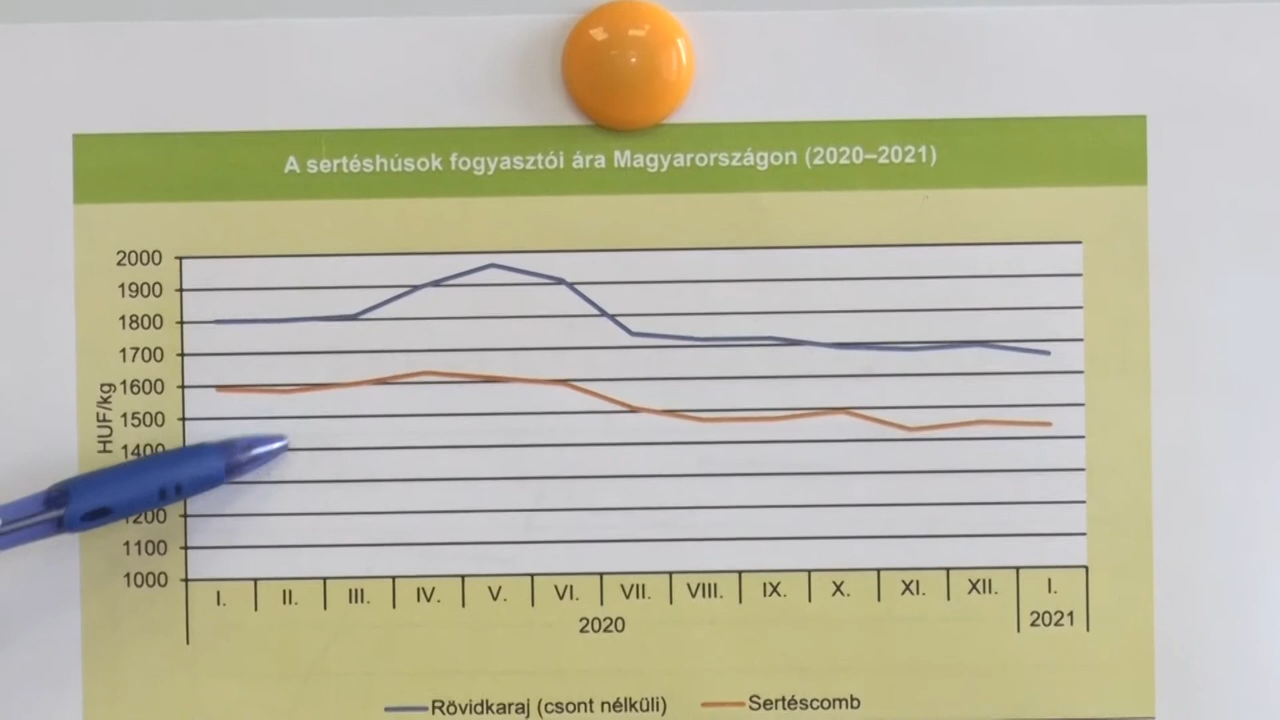 A sertéshúsok fogyasztói ára Magyarországon (2020–2021)
HUF/kg
2000
1900
1800
1700
1600
1500
1400
1200
1100
1000
I. II. III. IV. V. VI. VII. VIII. IX. X. XI. XII. I.
2020 2021
Rövidkaraj (csont nélküli) Sertéscomb